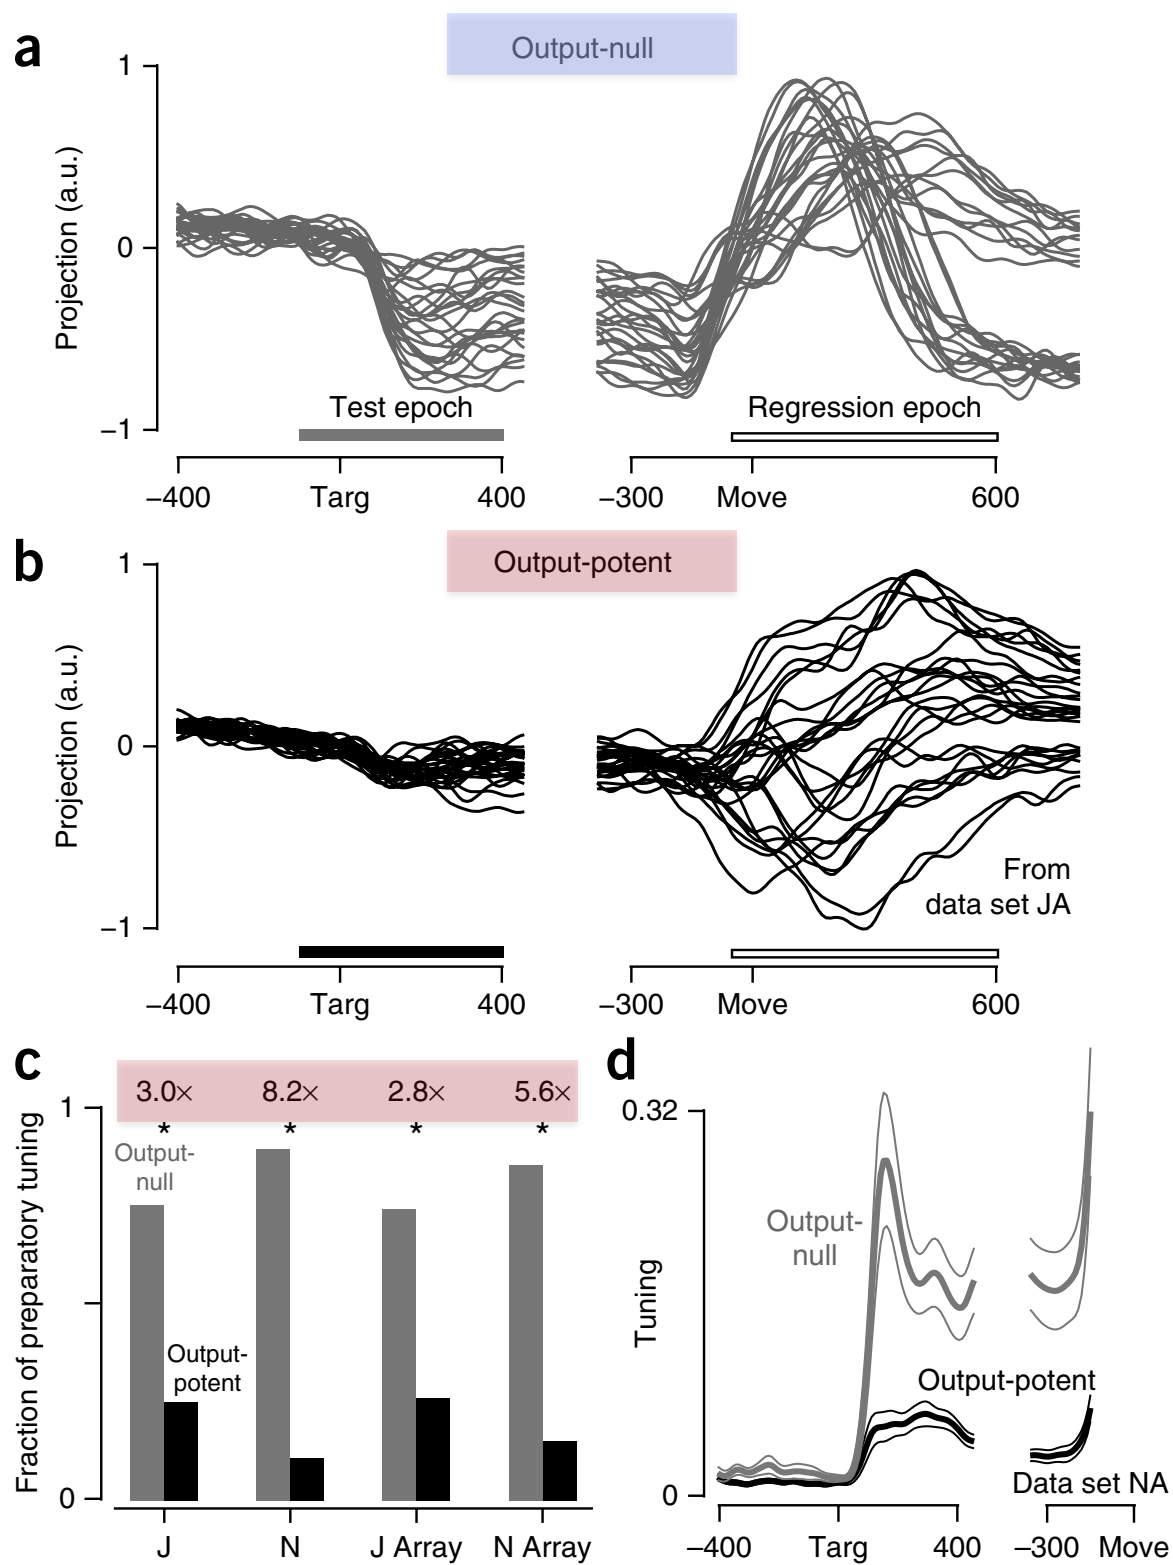 a
Output-null
1
0
−1
Projection (a.u.)
Test epoch
Regression epoch
−400 Targ 400 −300 Move 600
b
Output-potent
1
0
−1
Projection (a.u.)
From
data set JA
−400 Targ 400 −300 Move 600
c
3.0× 8.2× 2.8× 5.6×
* * * *
1
0
Fraction of preparatory tuning
Output-
null
Output-
potent
J N J Array N Array
d
0.32
0
Tuning
Output-
null
Output-potent
Data set NA
−400 Targ 400 −300 Move